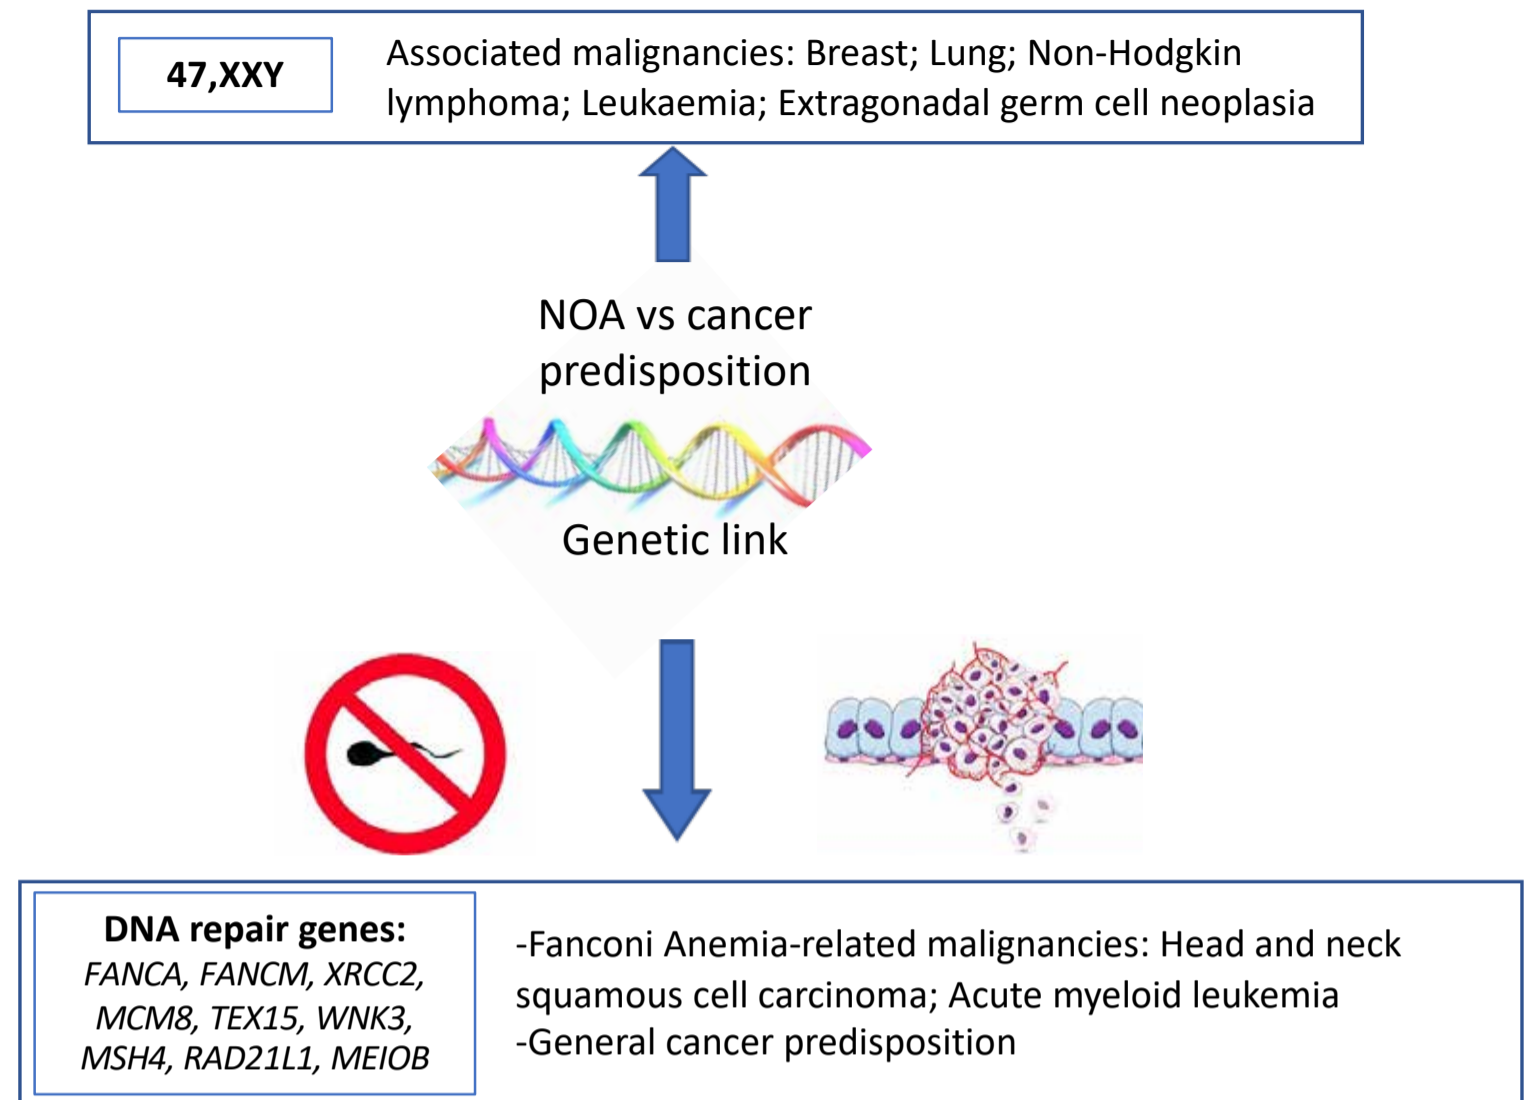 47,XXY
Associated malignancies: Breast; Lung; Non-Hodgkin
lymphoma; Leukaemia; Extragonadal germ cell neoplasia
NOA vs cancer
predisposition
Genetic link
DNA repair genes:
FANCA, FANCM, XRCC2,
MCM8, TEX15, WNK3,
MSH4, RAD21L1, MEIOB
-Fanconi Anemia-related malignancies: Head and neck
squamous cell carcinoma; Acute myeloid leukemia
-General cancer predisposition